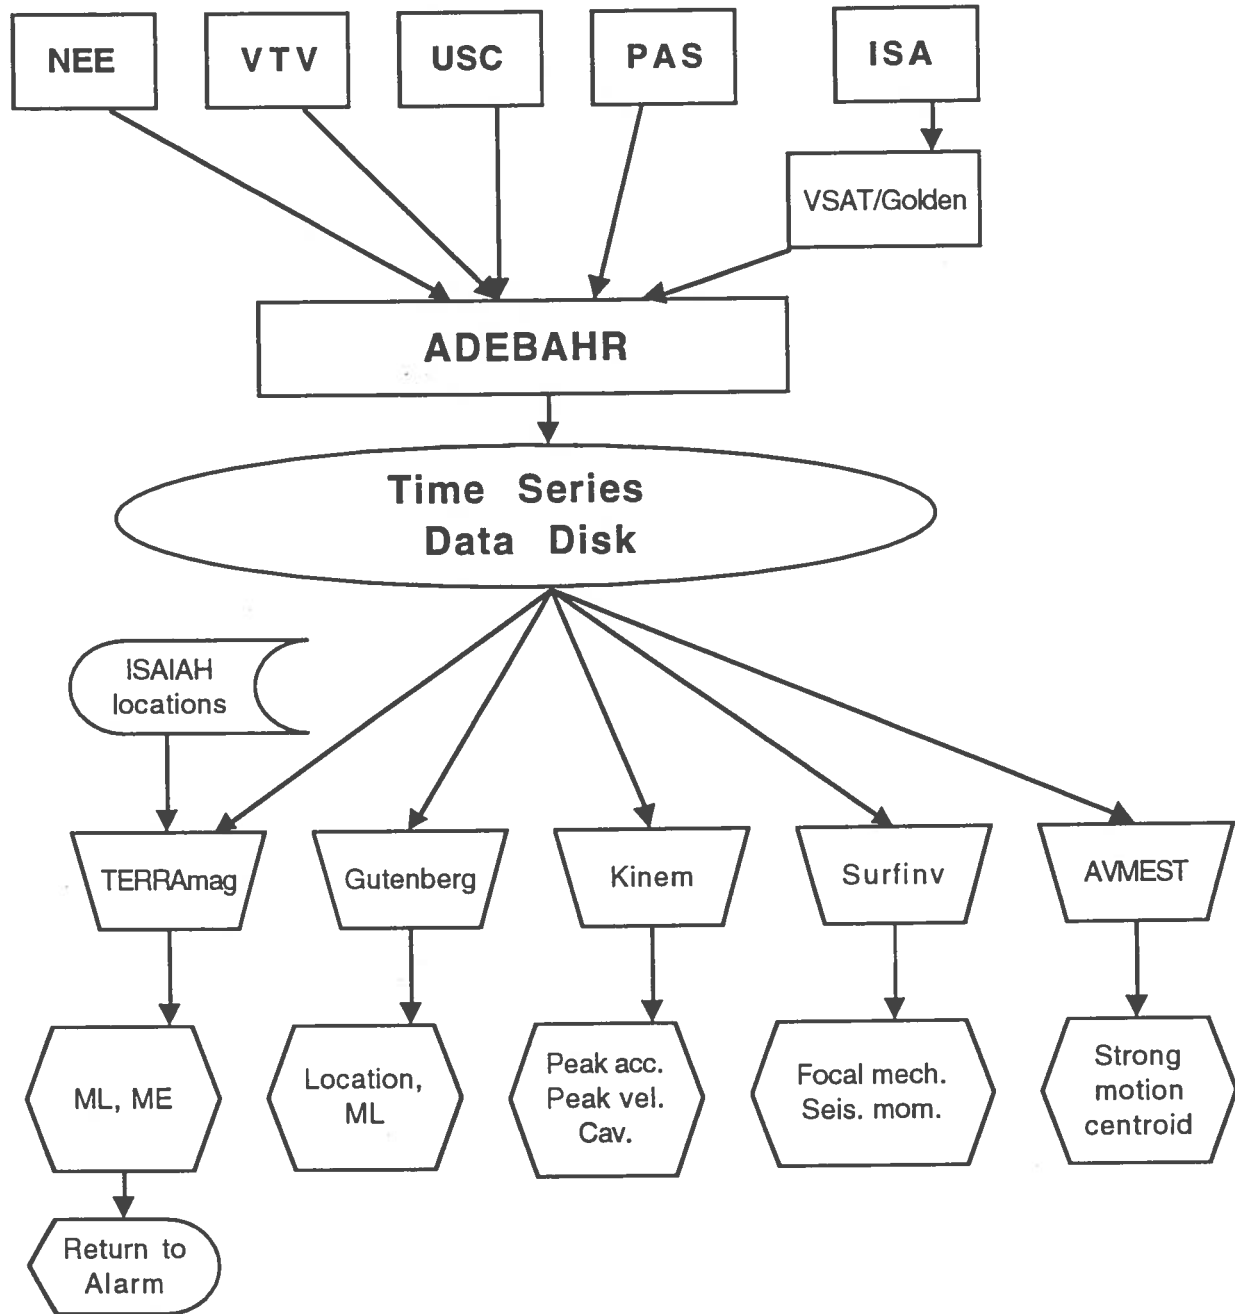 NEE
VTV
USC
PAS
ISA
VSAT/Golden
ADEBAHR
Time Series
Data Disk
ISAIAH
locations
TERRAmag
Gutenberg
Kinem
Surfinv
AVMEST
ML, ME
Location,
ML
Peak acc.
Peak vel.
Cav.
Focal mech.
Seis. mom.
Strong
motion
centroid
Return to
Alarm